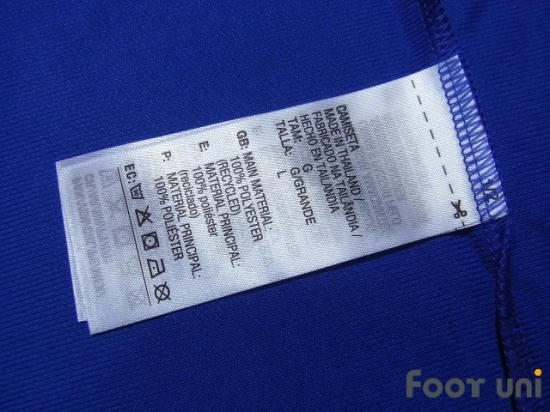 CAMISETA
MADE IN THAILAND /
FABRICADO NA TAILÂNDIA /
HECHO EN TAILANDIA
TAM: G
TALLA: G/GRANDE
L
GB: MAIN MATERIAL:
100% POLYESTER
(RECYCLED)
E: MATERIAL PRINCIPAL:
100% poliéster
(reciclado)
P: MATERIAL PRINCIPAL:
100% POLIÉSTER
EC:
Foot uni